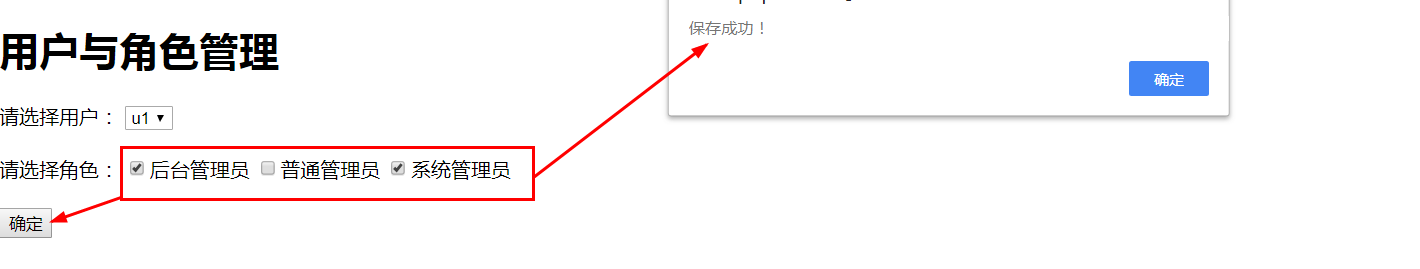 用户与角色管理
请选择用户： u1
请选择角色： 后台管理员 普通管理员 系统管理员
确定
保存成功！
确定